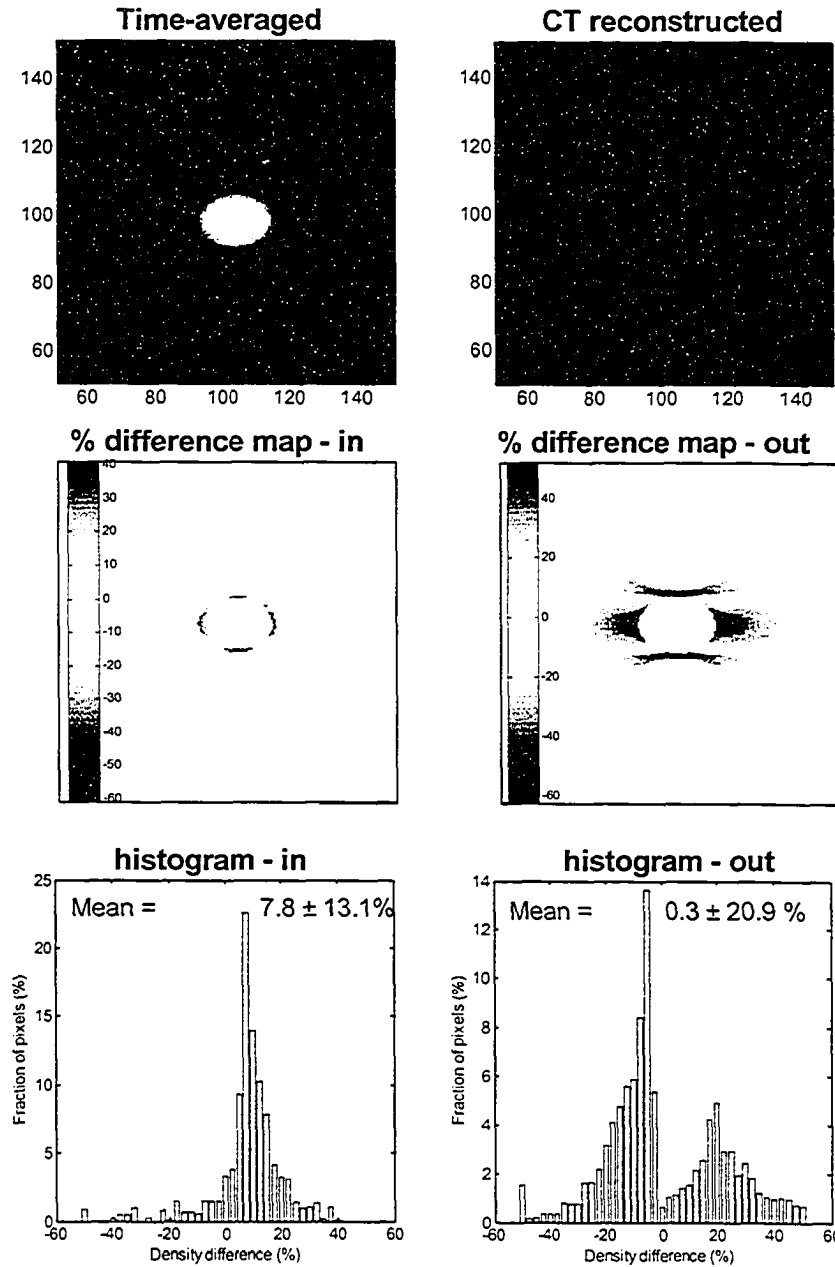 Time-averaged
CT reconstructed
140
120
100
80
60
60 80 100 120 140
140
120
100
80
60
60 80 100 120 140
% difference map - in
% difference map - out
40
30
20
10
0
-10
-20
-30
-40
-50
-60
40
20
0
-20
-40
-60
histogram - in
histogram - out
Mean = 7.8 ± 13.1%
25
20
15
10
5
0
Fraction of pixels (%)
-60 -40 -20 0 20 40 60
Density difference (%)
Mean = 0.3 ± 20.9 %
14
12
10
8
6
4
2
0
Fraction of pixels (%)
-60 -40 -20 0 20 40 60
Density difference (%)